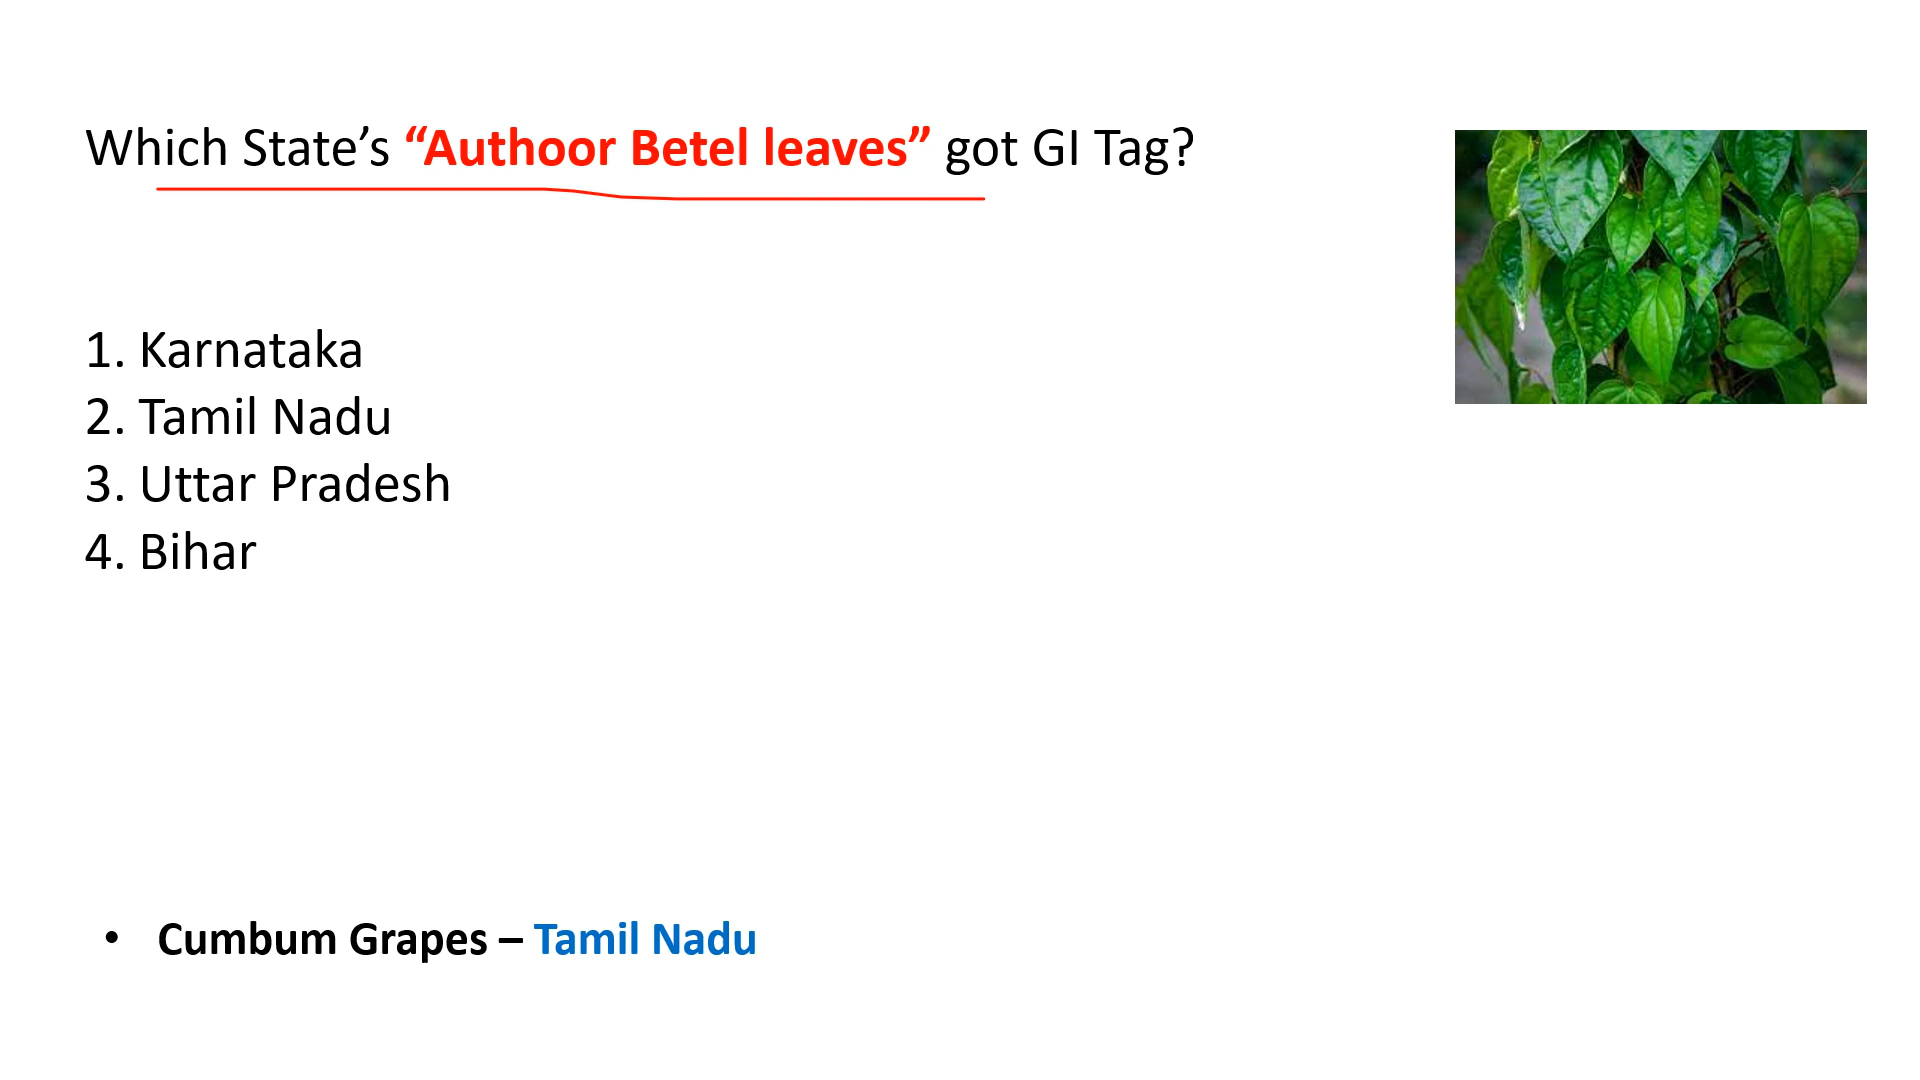 Which State’s “Authoor Betel leaves” got GI Tag?
1. Karnataka
2. Tamil Nadu
3. Uttar Pradesh
4. Bihar
• Cumbum Grapes – Tamil Nadu